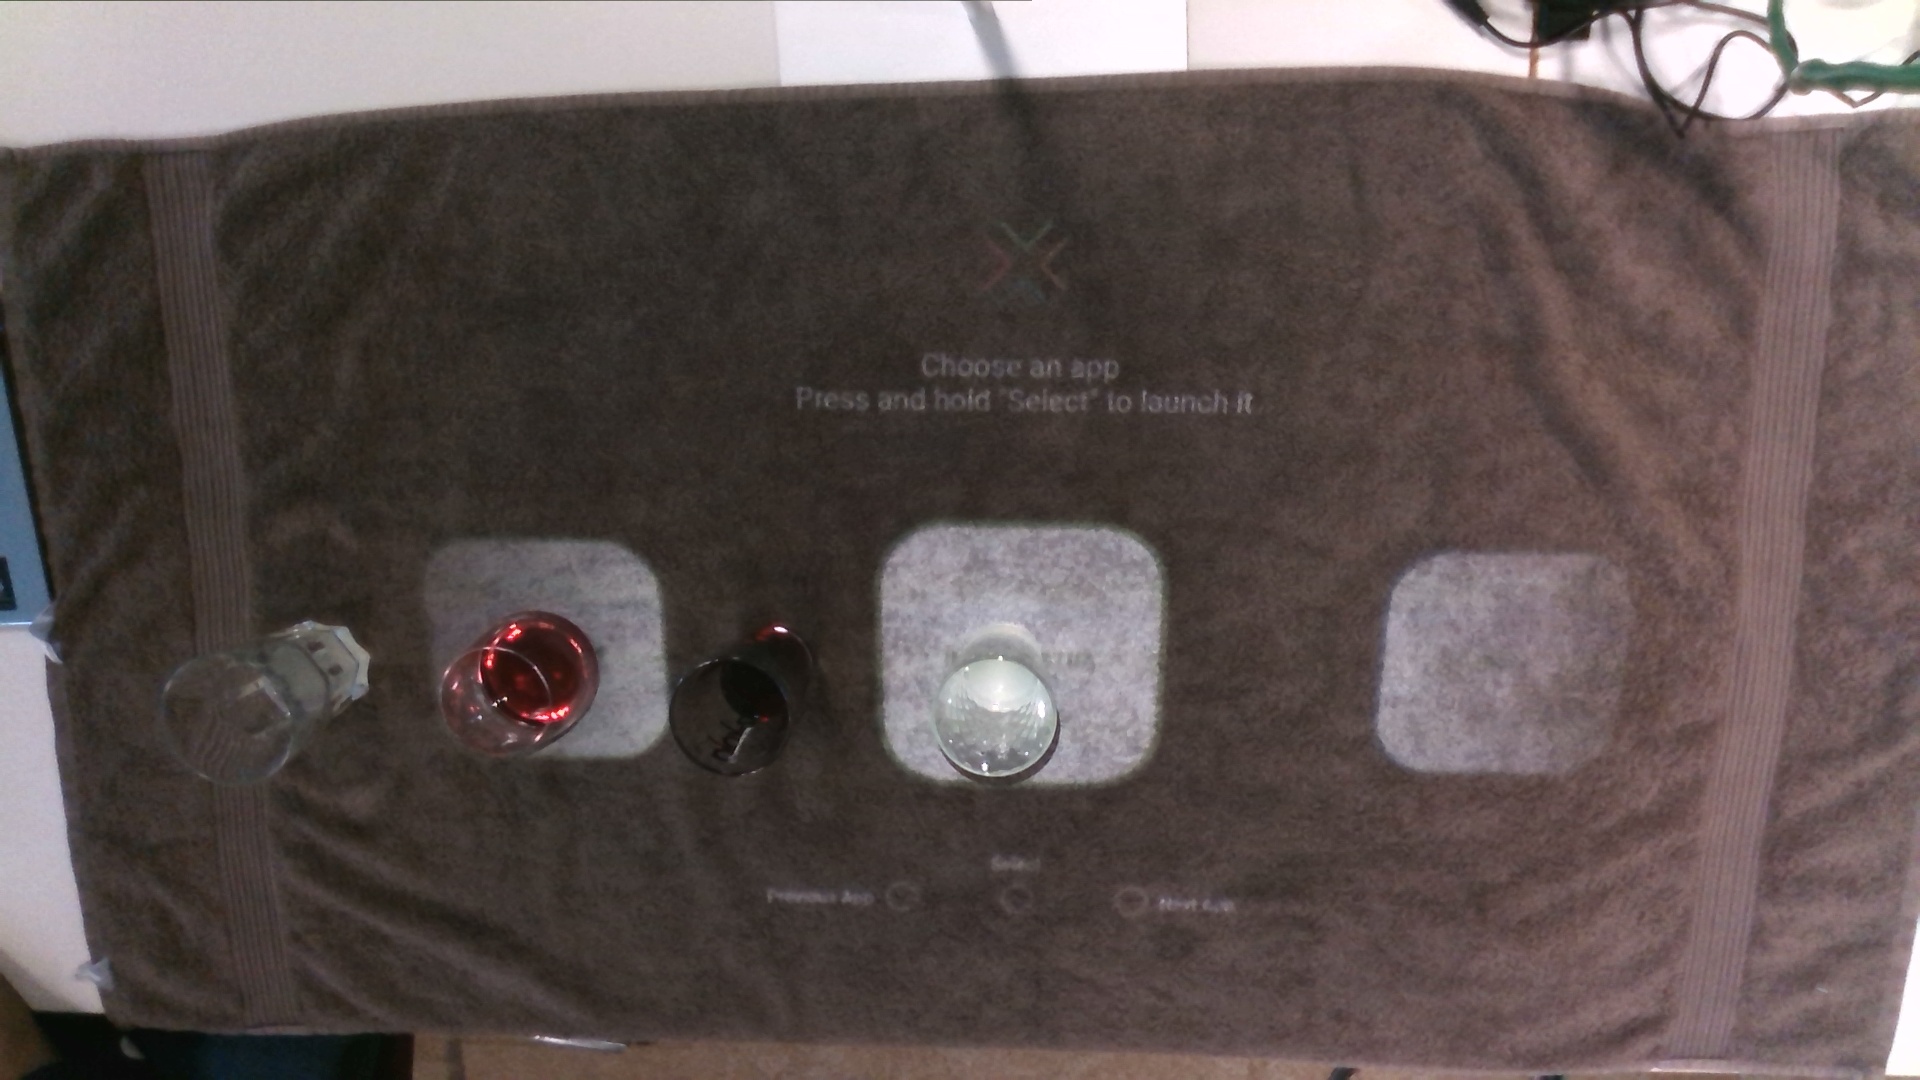 Choose an app
Press and hold "Select" to launch it
Select
Previous App
Next App